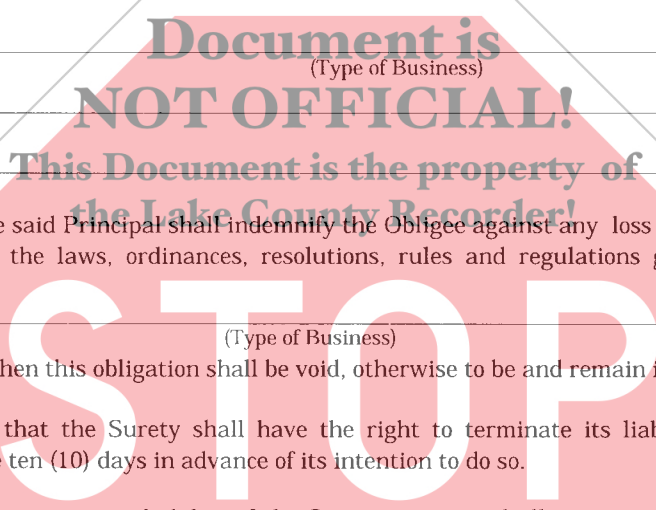 Document is
(Type of Business)
NOT OFFICIAL!
This Document is the property of
the Lake County Recorder!
said Principal shall indemnify the Obligee against any loss
the laws, ordinances, resolutions, rules and regulations
STOP
(Type of Business)
this obligation shall be void, otherwise to be and remain
that the Surety shall have the right to terminate its
ten (10) days in advance of its intention to do so.